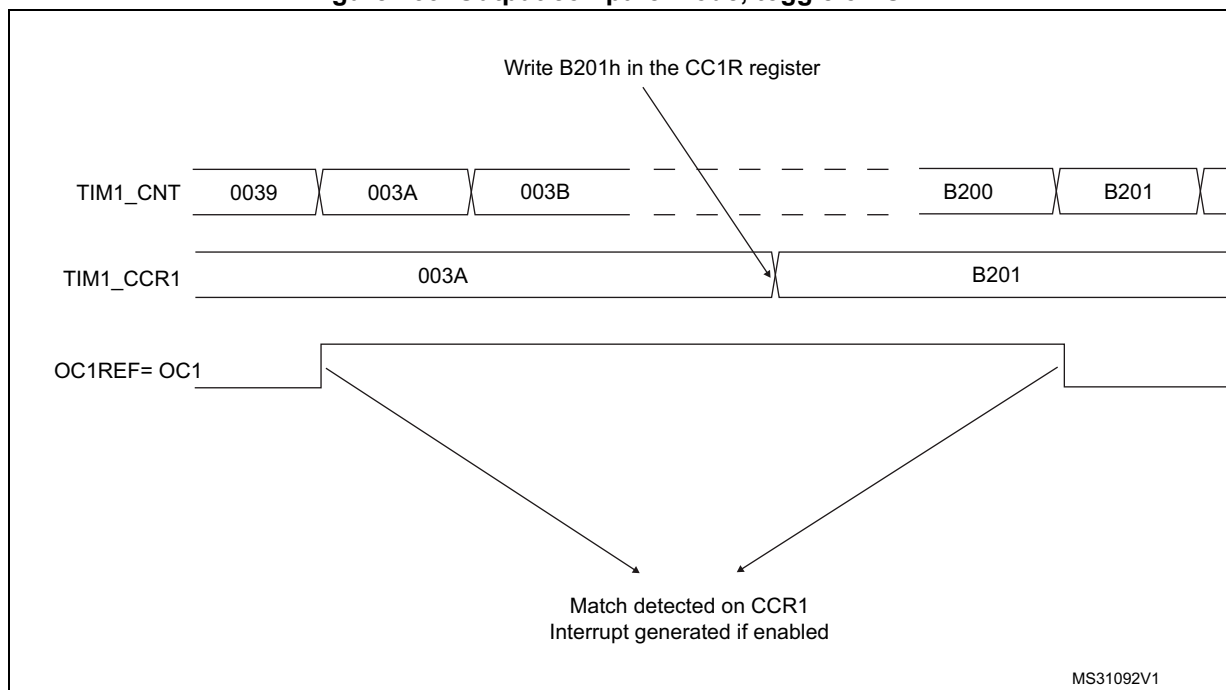 Write B201h in the CC1R register
TIM1_CNT 0039 003A 003B B200 B201
TIM1_CCR1 003A B201
OC1REF= OC1
Match detected on CCR1
Interrupt generated if enabled
MS31092V1